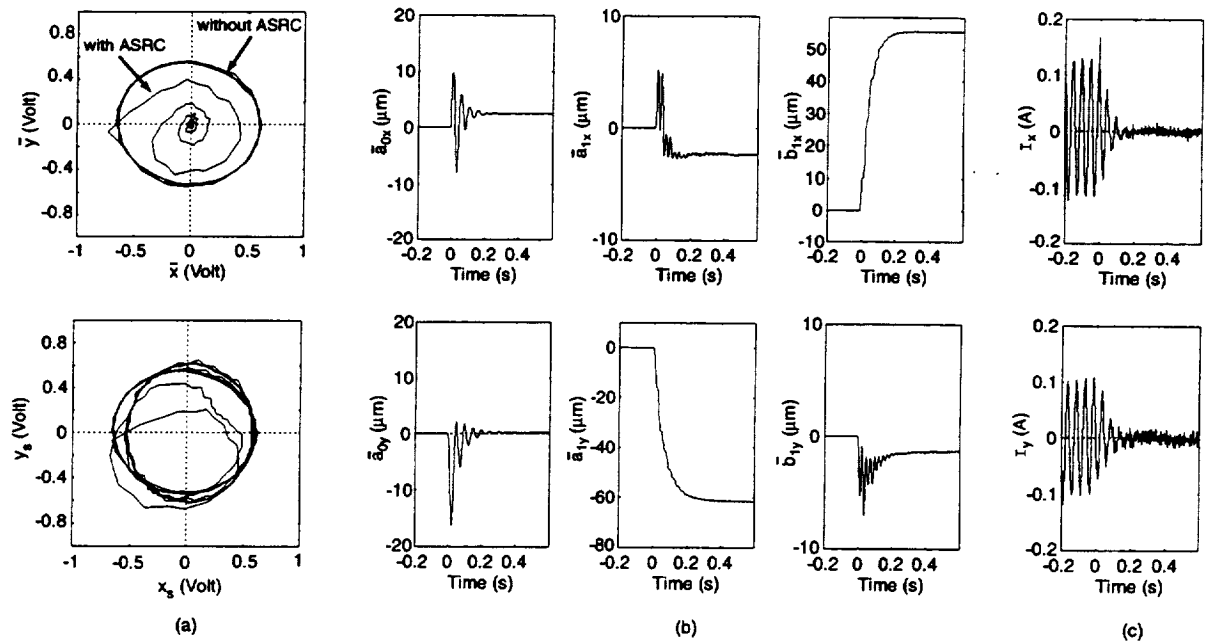 0.8
0.4
0
-0.4
-0.8
ȳ (Volt)
with ASRC
without ASRC
-1 -0.5 0 0.5 1
x̄ (Volt)
20
10
0
-10
-20
ā0x (µm)
-0.2 0 0.2 0.4
Time (s)
10
0
-10
ā1x (µm)
-0.2 0 0.2 0.4
Time (s)
50
40
30
20
10
0
-10
b̄1x (µm)
-0.2 0 0.2 0.4
Time (s)
0.2
0.1
0
-0.1
-0.2
Ix (A)
-0.2 0 0.2 0.4
Time (s)
0.8
0.4
0
-0.4
-0.8
ys (Volt)
-1 -0.5 0 0.5 1
xs (Volt)
20
10
0
-10
-20
ā0y (µm)
-0.2 0 0.2 0.4
Time (s)
0
-20
-40
-60
-80
ā1y (µm)
-0.2 0 0.2 0.4
Time (s)
10
0
-10
b̄1y (µm)
-0.2 0 0.2 0.4
Time (s)
0.2
0.1
0
-0.1
-0.2
Iy (A)
-0.2 0 0.2 0.4
Time (s)
(a)
(b)
(c)